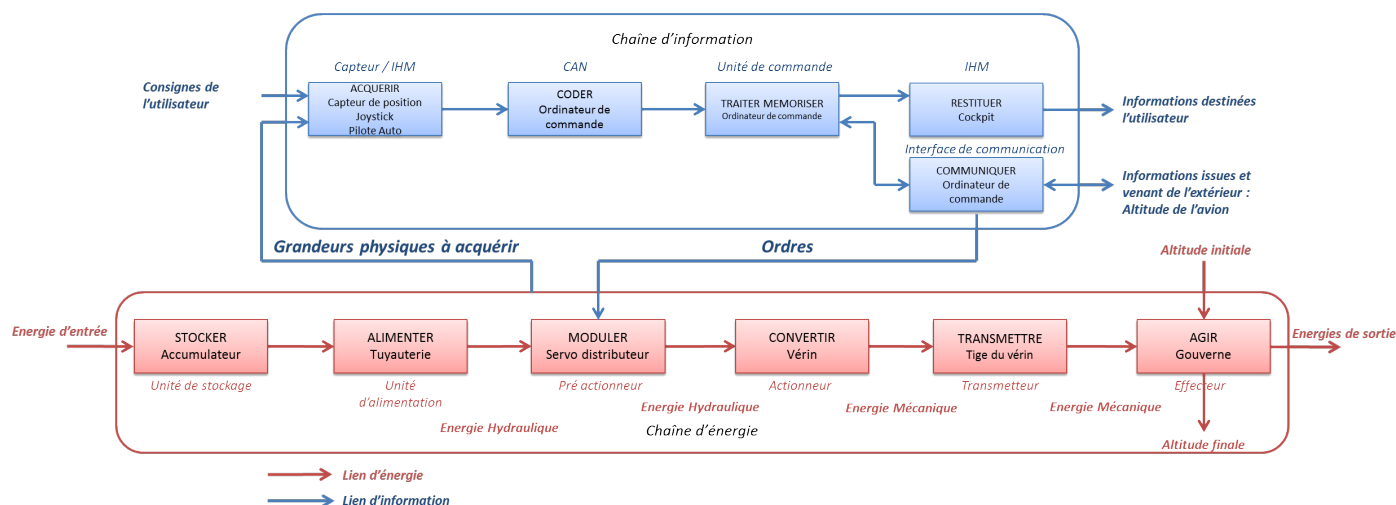 Chaîne d'information
Capteur / IHM
CAN
Unité de commande
IHM
Consignes de
l'utilisateur
ACQUERIR
Capteur de position
Joystick
Pilote Auto
CODER
Ordinateur de
commande
TRAITER MEMORISER
Ordinateur de commande
RESTITUER
Cockpit
Informations destinées
l'utilisateur
Interface de communication
COMMUNIQUER
Ordinateur de
commande
Informations issues et
venant de l'extérieur :
Altitude de l'avion
Grandeurs physiques à acquérir
Ordres
Altitude initiale
Energie d'entrée
STOCKER
Accumulateur
ALIMENTER
Tuyauterie
MODULER
Servo distributeur
CONVERTIR
Vérin
TRANSMETTRE
Tige du vérin
AGIR
Gouverne
Energies de sortie
Unité de stockage
Unité
d'alimentation
Pré actionneur
Actionneur
Transmetteur
Effecteur
Energie Hydraulique
Energie Hydraulique
Energie Mécanique
Energie Mécanique
Chaîne d'énergie
Altitude finale
Lien d'énergie
Lien d'information